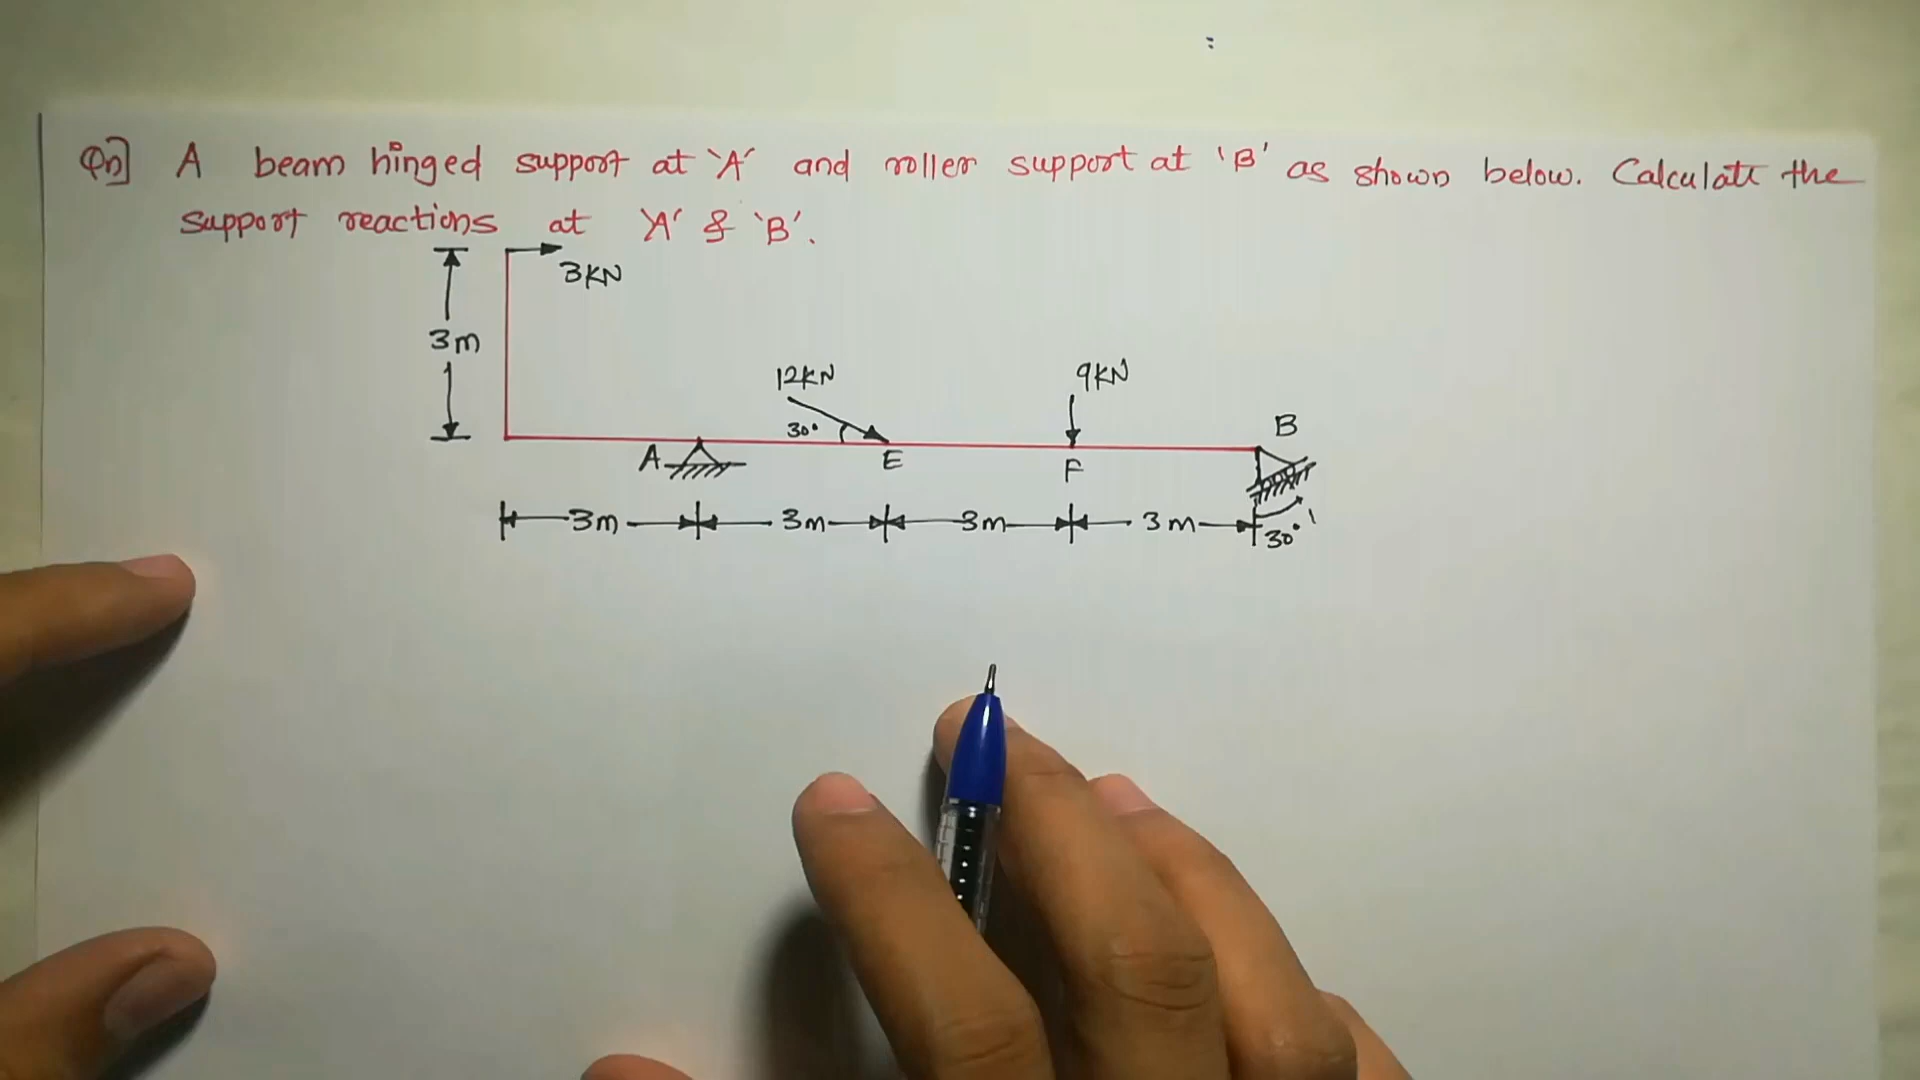 Qn] A beam hinged support at 'A' and roller support at 'B' as shown below. Calculate the
support reactions at 'A' & 'B'.
3KN
3m
12KN
9KN
30°
B
A
E
F
3m
3m
3m
3m
30°